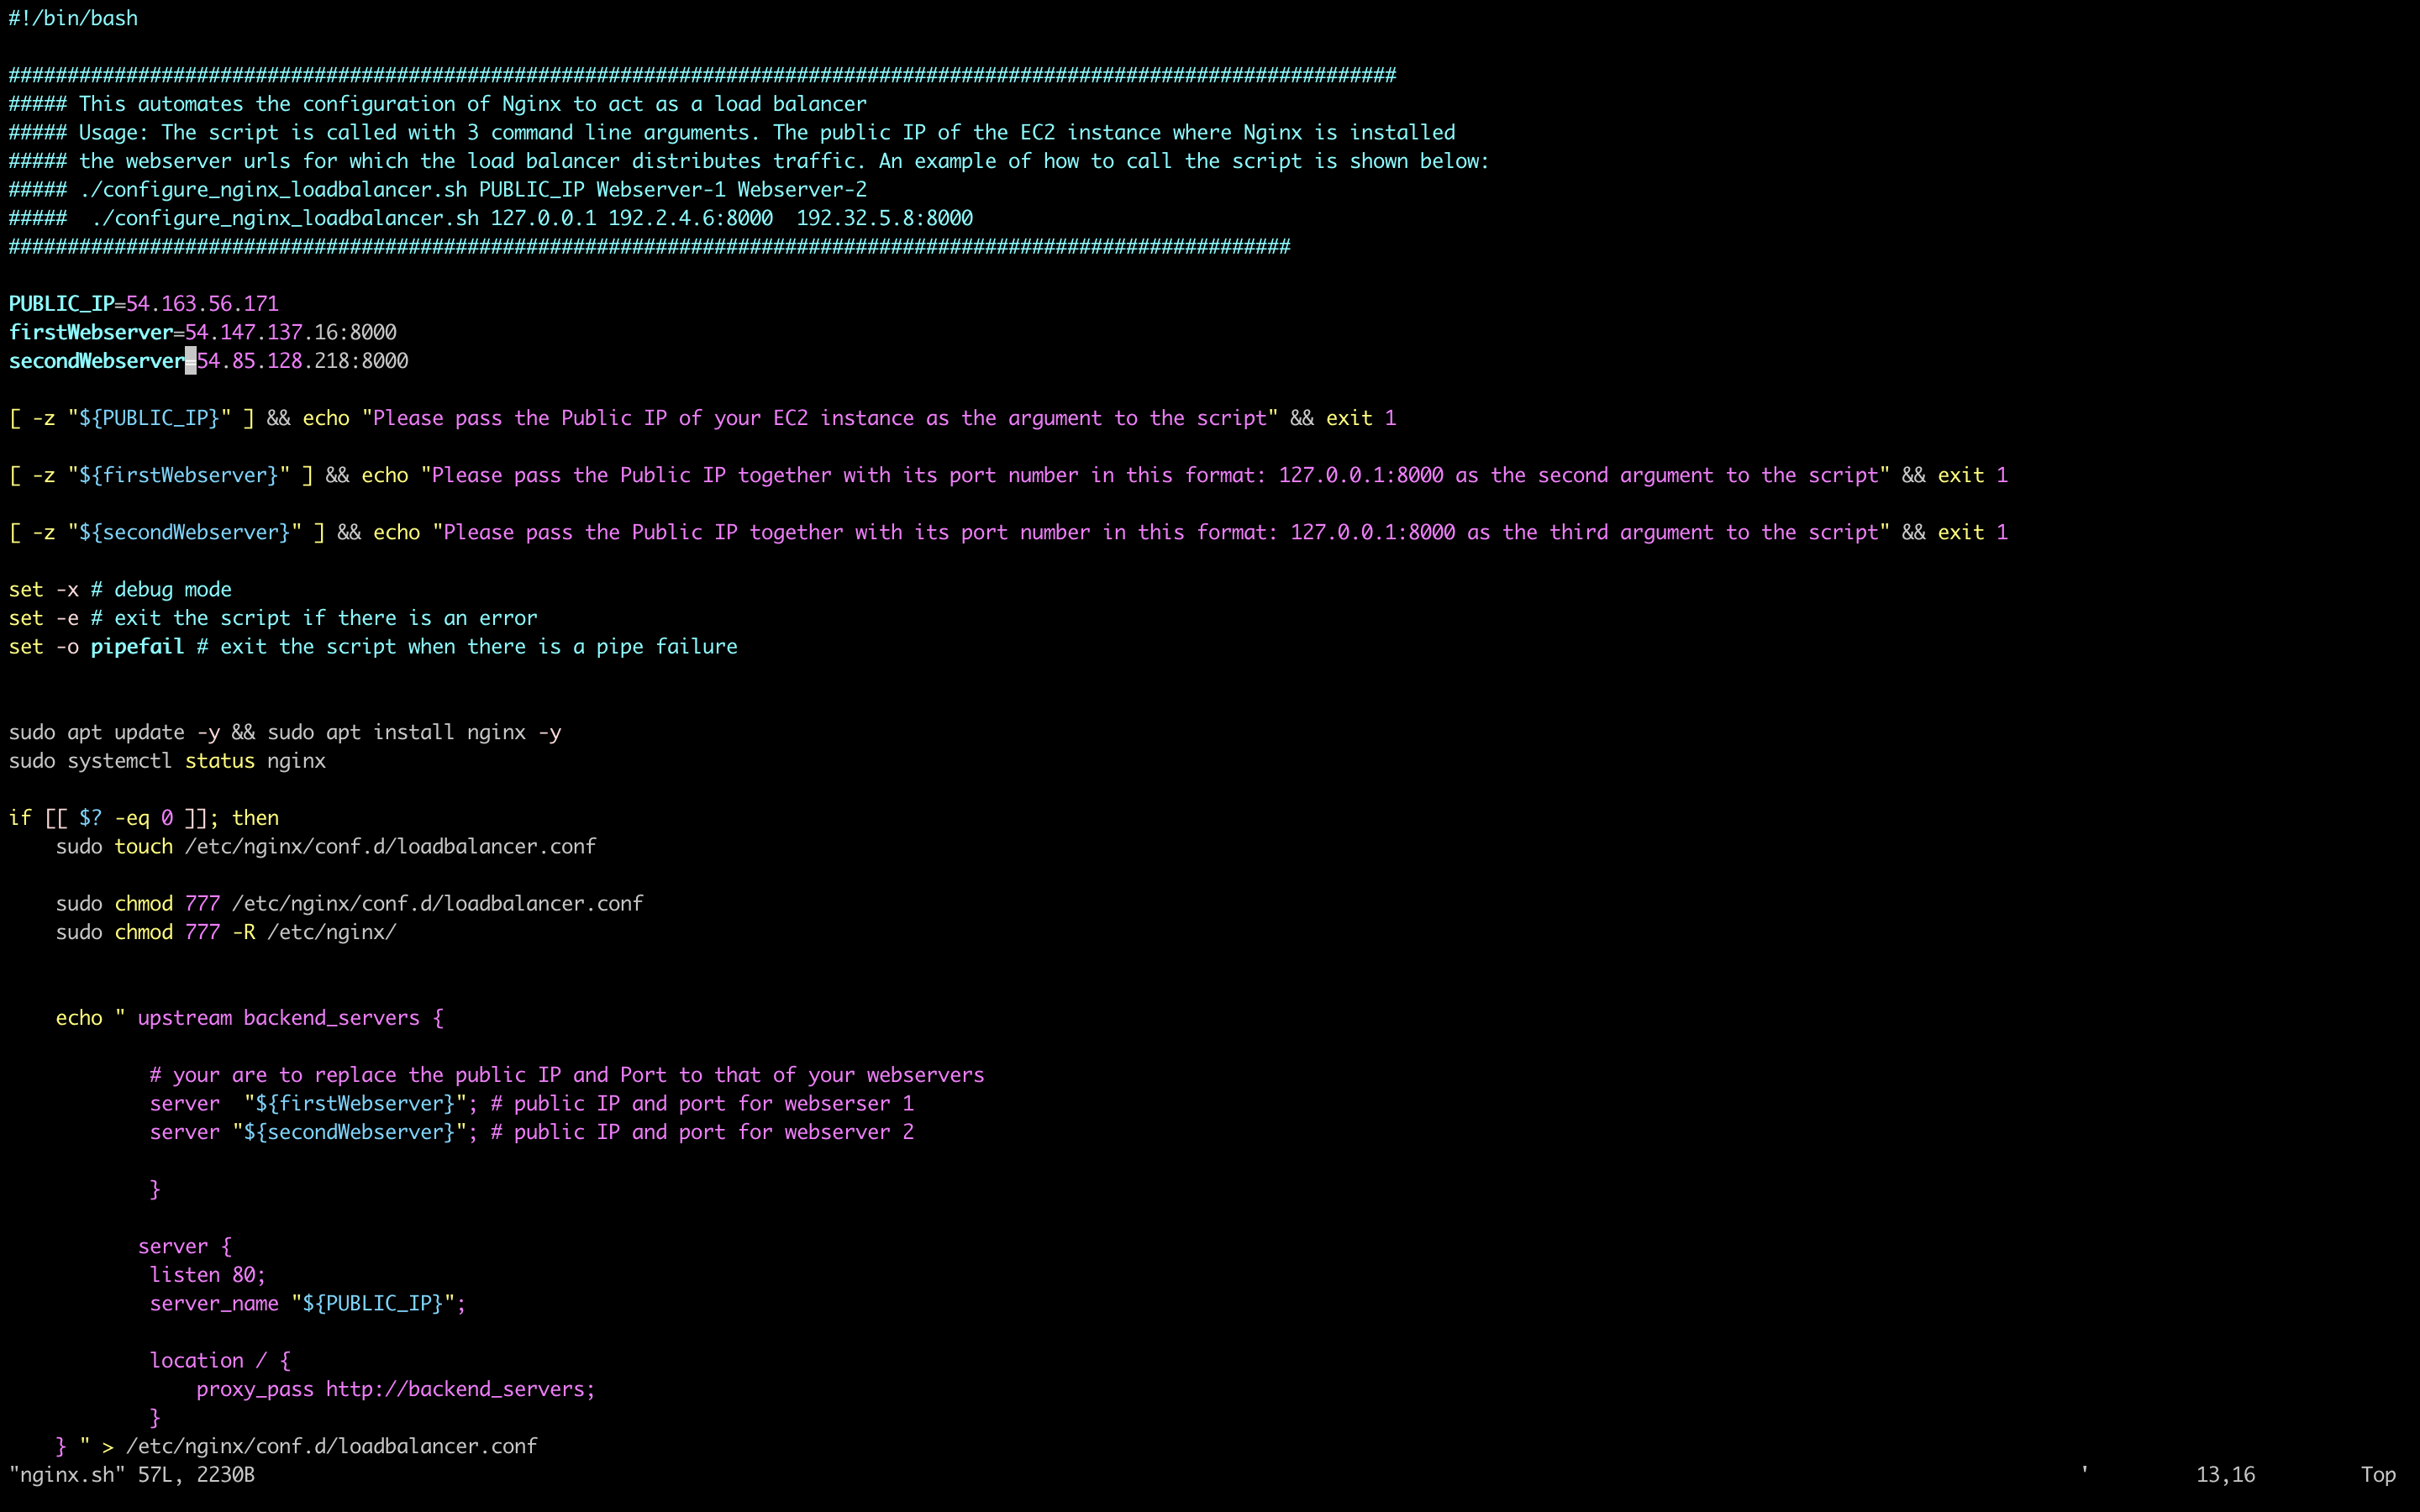 #!/bin/bash
######################################################################################################################
##### This automates the configuration of Nginx to act as a load balancer
##### Usage: The script is called with 3 command line arguments. The public IP of the EC2 instance where Nginx is installed
##### the webserver urls for which the load balancer distributes traffic. An example of how to call the script is shown below:
##### ./configure_nginx_loadbalancer.sh PUBLIC_IP Webserver-1 Webserver-2
#####  ./configure_nginx_loadbalancer.sh 127.0.0.1 192.2.4.6:8000  192.32.5.8:8000
#############################################################################################################
PUBLIC_IP=54.163.56.171
firstWebserver=54.147.137.16:8000
secondWebserver=54.85.128.218:8000
[ -z "${PUBLIC_IP}" ] && echo "Please pass the Public IP of your EC2 instance as the argument to the script" && exit 1
[ -z "${firstWebserver}" ] && echo "Please pass the Public IP together with its port number in this format: 127.0.0.1:8000 as the second argument to the script" && exit 1
[ -z "${secondWebserver}" ] && echo "Please pass the Public IP together with its port number in this format: 127.0.0.1:8000 as the third argument to the script" && exit 1
set -x # debug mode
set -e # exit the script if there is an error
set -o pipefail # exit the script when there is a pipe failure
sudo apt update -y && sudo apt install nginx -y
sudo systemctl status nginx
if [[ $? -eq 0 ]]; then
    sudo touch /etc/nginx/conf.d/loadbalancer.conf
    sudo chmod 777 /etc/nginx/conf.d/loadbalancer.conf
    sudo chmod 777 -R /etc/nginx/
    echo " upstream backend_servers {
            # your are to replace the public IP and Port to that of your webservers
            server  "${firstWebserver}"; # public IP and port for webserser 1
            server "${secondWebserver}"; # public IP and port for webserver 2
            }
           server {
            listen 80;
            server_name "${PUBLIC_IP}";
            location / {
                proxy_pass http://backend_servers;
            }
    } " > /etc/nginx/conf.d/loadbalancer.conf
"nginx.sh" 57L, 2230B ' 13,16 Top